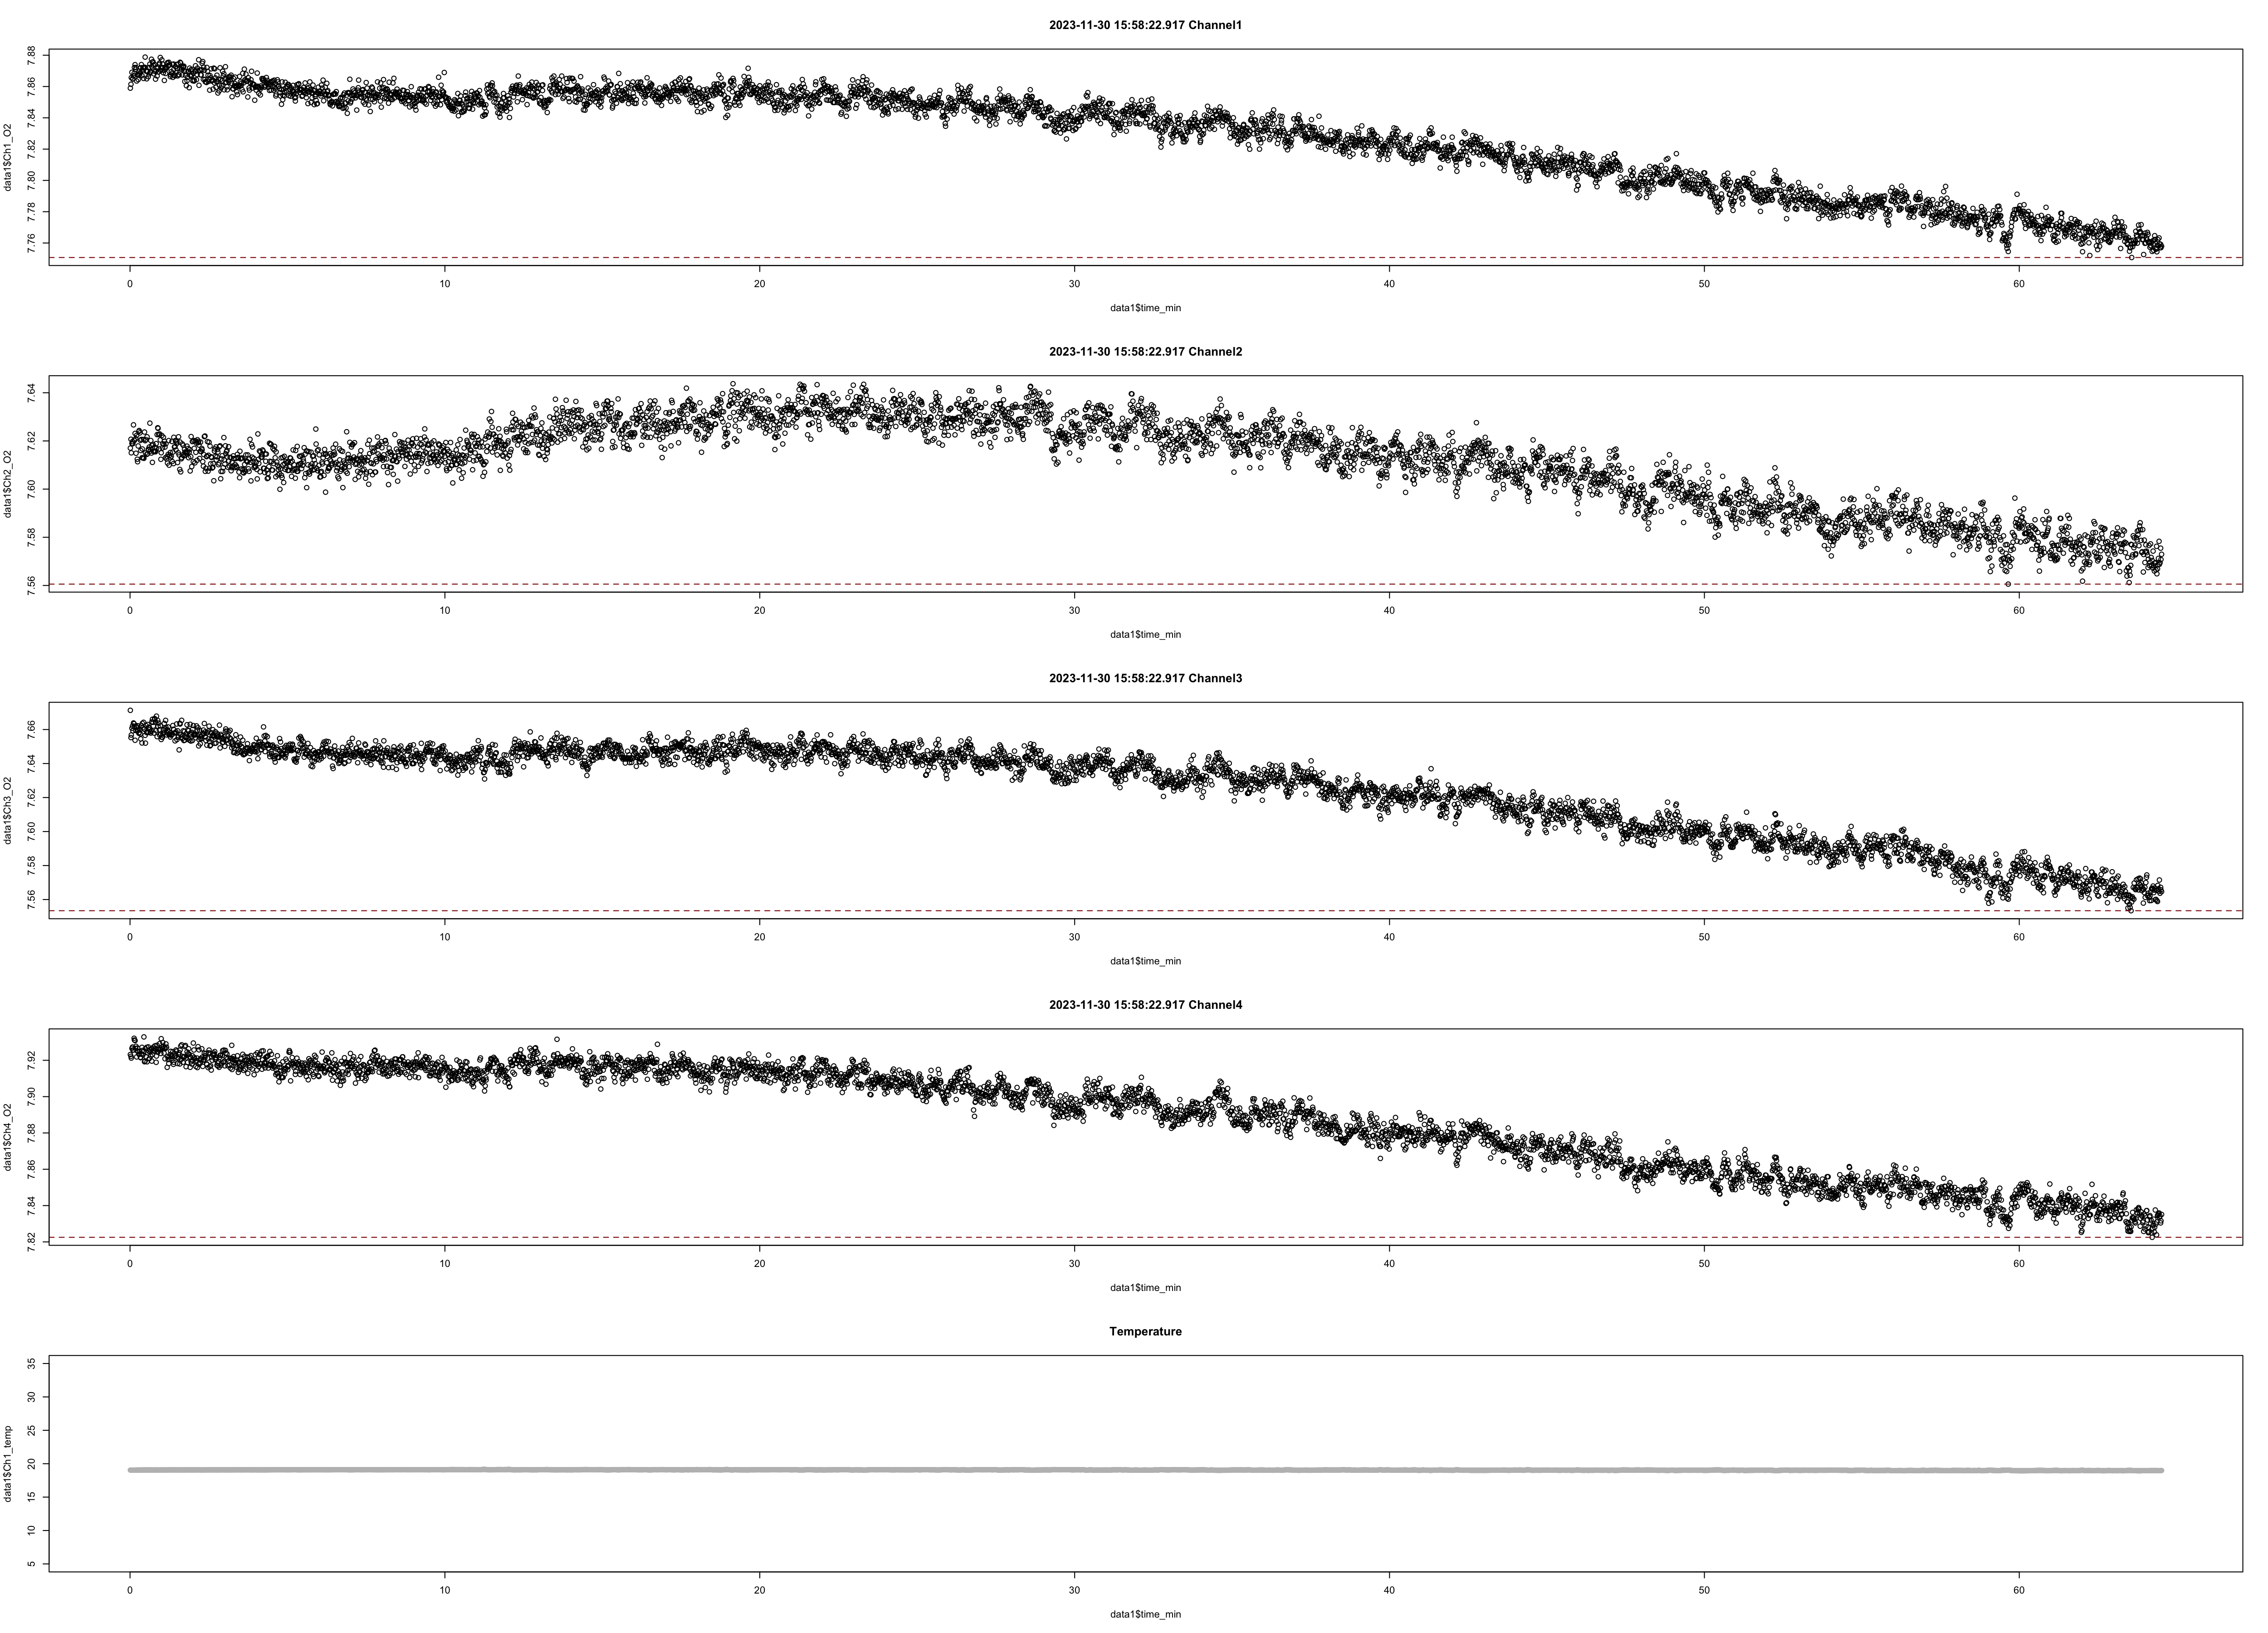 2023-11-30 15:58:22.917 Channel1
data1$Ch1_O2
7.88
7.86
7.84
7.82
7.80
7.78
7.76
0 10 20 30 40 50 60
data1$time_min
2023-11-30 15:58:22.917 Channel2
data1$Ch2_O2
7.64
7.62
7.60
7.58
7.56
0 10 20 30 40 50 60
data1$time_min
2023-11-30 15:58:22.917 Channel3
data1$Ch3_O2
7.66
7.64
7.62
7.60
7.58
7.56
0 10 20 30 40 50 60
data1$time_min
2023-11-30 15:58:22.917 Channel4
data1$Ch4_O2
7.92
7.90
7.88
7.86
7.84
7.82
0 10 20 30 40 50 60
data1$time_min
Temperature
data1$Ch1_temp
35
30
25
20
15
10
5
0 10 20 30 40 50 60
data1$time_min